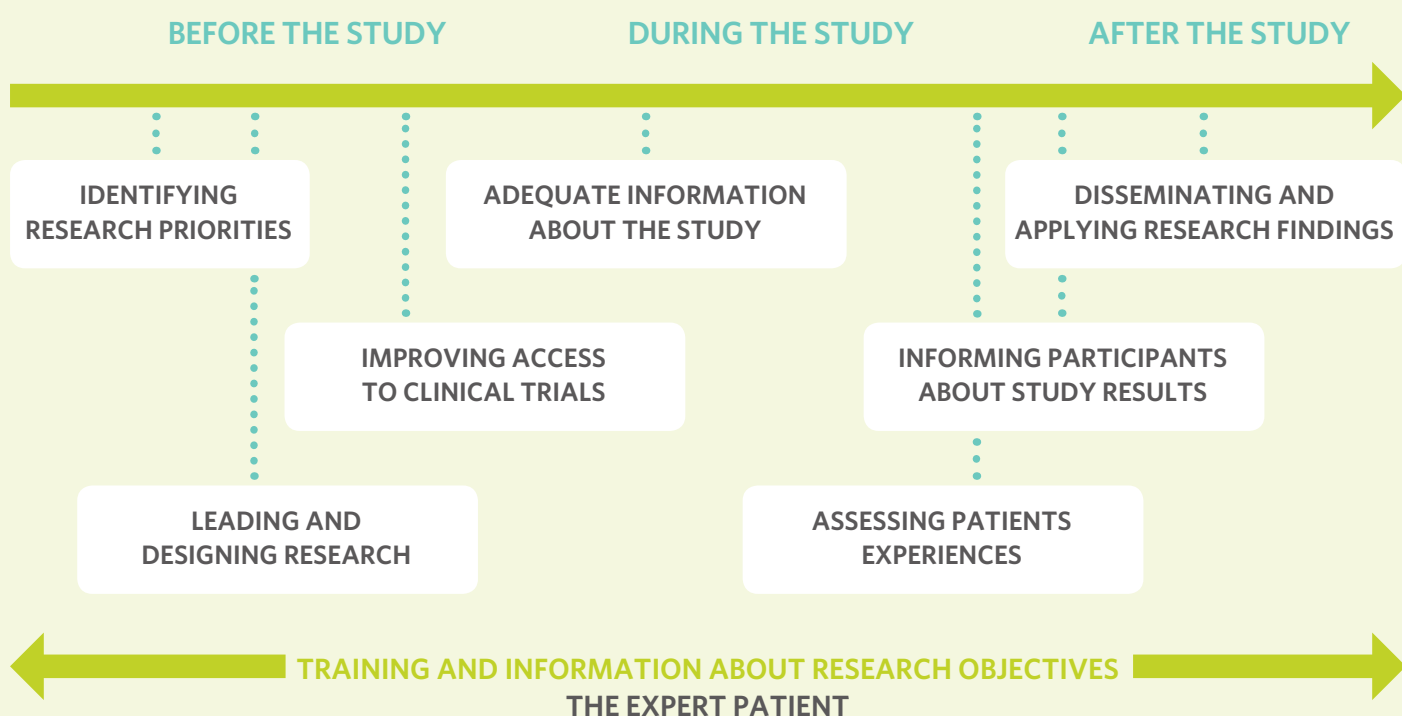 BEFORE THE STUDY
DURING THE STUDY
AFTER THE STUDY
IDENTIFYING
RESEARCH PRIORITIES
ADEQUATE INFORMATION
ABOUT THE STUDY
DISSEMINATING AND
APPLYING RESEARCH FINDINGS
IMPROVING ACCESS
TO CLINICAL TRIALS
INFORMING PARTICIPANTS
ABOUT STUDY RESULTS
LEADING AND
DESIGNING RESEARCH
ASSESSING PATIENTS
EXPERIENCES
TRAINING AND INFORMATION ABOUT RESEARCH OBJECTIVES
THE EXPERT PATIENT